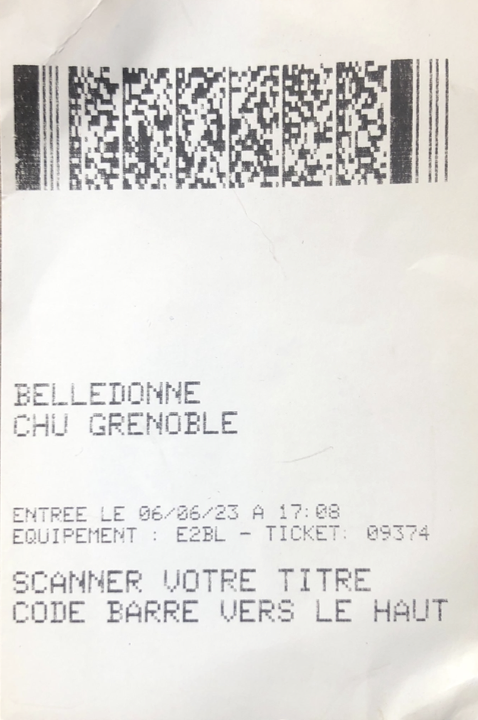 BELLEDONNE
CHU GRENOBLE
ENTREE LE 06/06/23 A 17:08
EQUIPEMENT : E2BL - TICKET: 09374
SCANNER VOTRE TITRE
CODE BARRE VERS LE HAUT